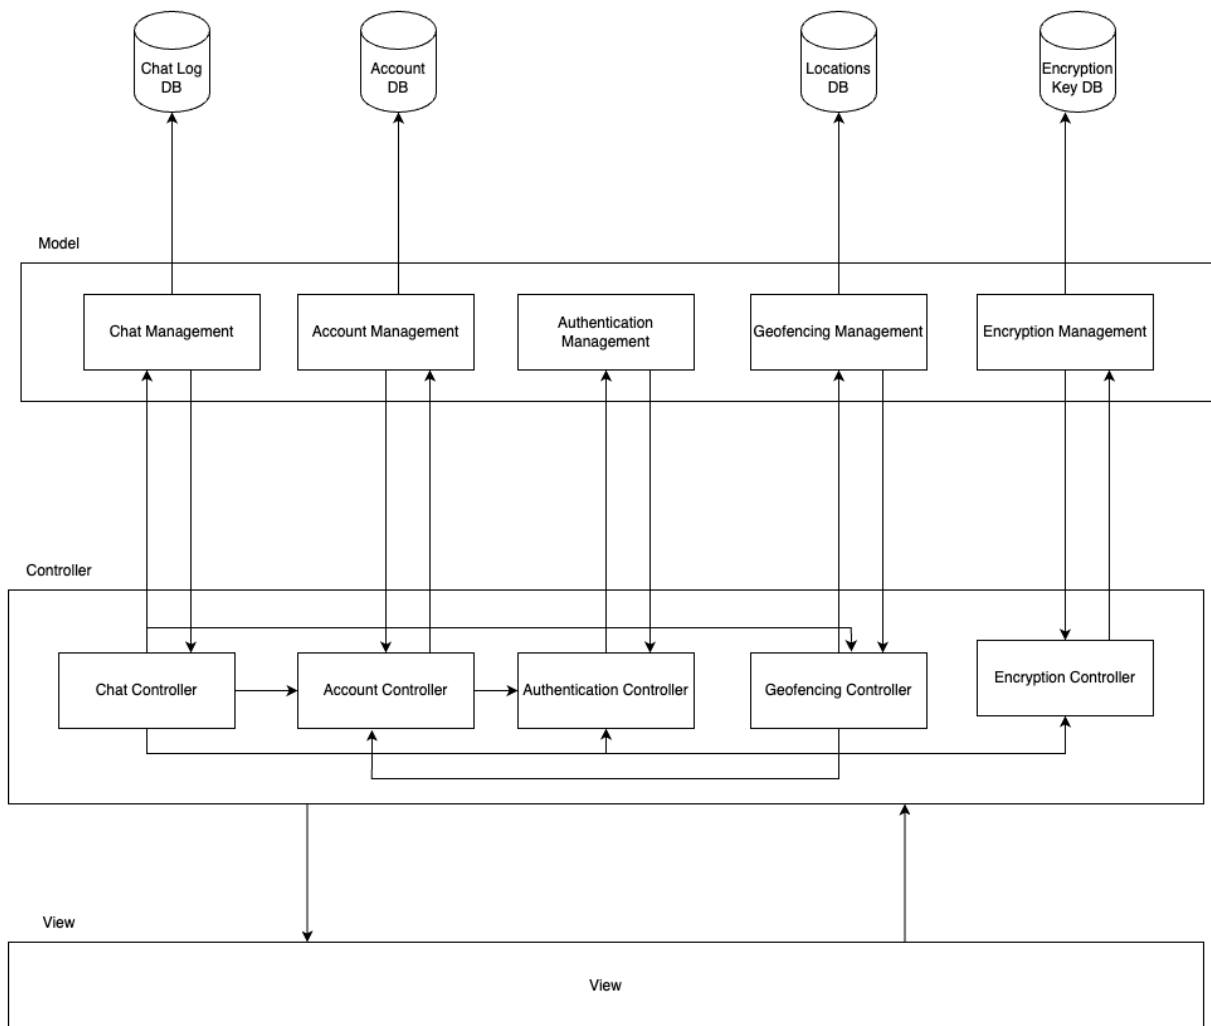 Chat Log
DB
Account
DB
Locations
DB
Encryption
Key DB
Model
Chat Management
Account Management
Authentication
Management
Geofencing Management
Encryption Management
Controller
Chat Controller
Account Controller
Authentication Controller
Geofencing Controller
Encryption Controller
View
View